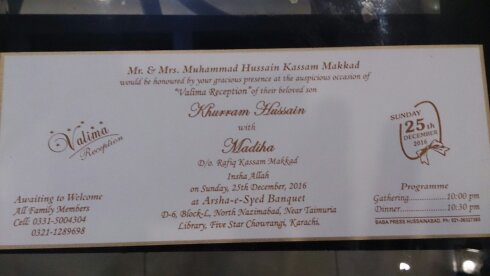 Mr. & Mrs. Muhammad Hussain Kassam Makkad
would be honoured by your gracious presence at the auspicious occasion of
"Valima Reception" of their beloved son
Khurram Hussain
with
Madiha
D/o. Rafiq Kassam Makkad
Insha Allah
on Sunday, 25th December, 2016
at Arsha-e-Syed Banquet
D-6, Block-L, North Nazimabad, Near Taimuria
Library, Five Star Chowrangi, Karachi.
Valima
Reception
Awaiting to Welcome
All Family Members
Cell: 0331-5004304
0321-1289698
SUNDAY
25th
DECEMBER
2016
Programme
Gathering..............10:00 pm
Dinner..................10:30 pm
SABA PRESS HUSSAINABAD, PH: